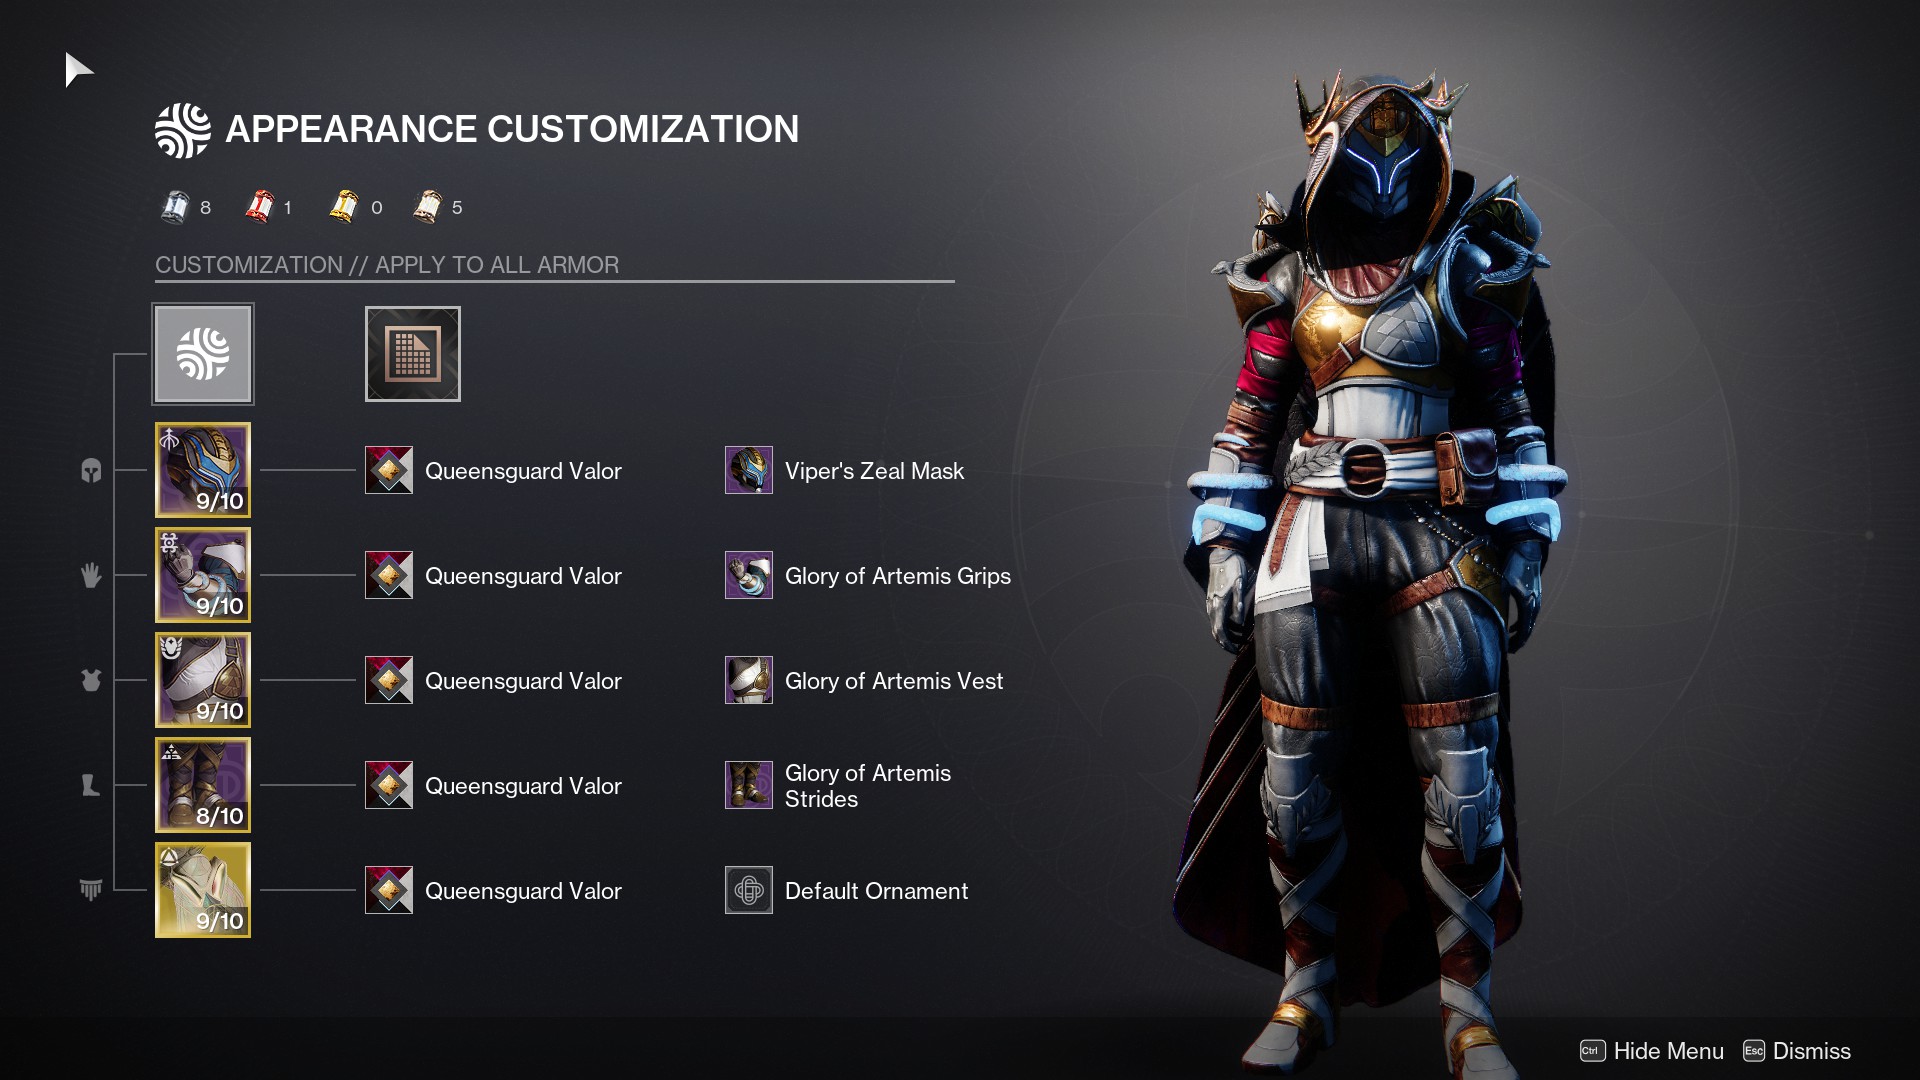 APPEARANCE CUSTOMIZATION
8 1 0 5
CUSTOMIZATION // APPLY TO ALL ARMOR
9/10 Queensguard Valor Viper's Zeal Mask
9/10 Queensguard Valor Glory of Artemis Grips
9/10 Queensguard Valor Glory of Artemis Vest
8/10 Queensguard Valor Glory of Artemis
Strides
9/10 Queensguard Valor Default Ornament
Ctrl Hide Menu Esc Dismiss